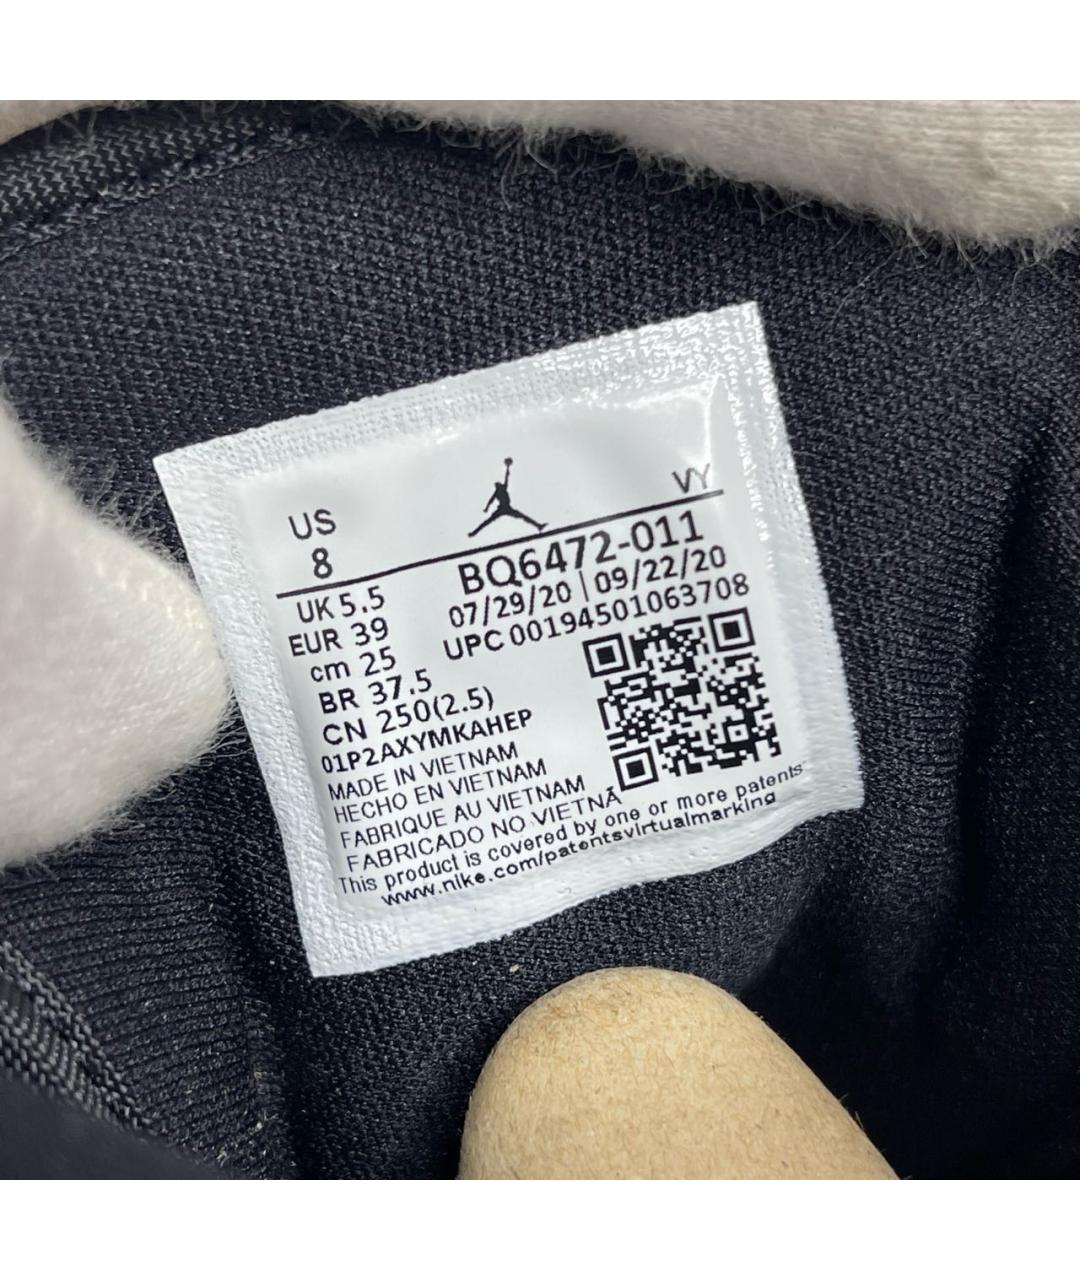 US
8
VY
BQ6472-011
07/29/20 | 09/22/20
UPC 00194501063708
UK 5.5
EUR 39
cm 25
BR 37.5
CN 250(2.5)
01P2AXYMKAHEP
MADE IN VIETNAM
HECHO EN VIETNAM
FABRIQUE AU VIETNAM
FABRICADO NO VIETNÃ
This product is covered by one or more patents
www.nike.com/patentsvirtualmarking